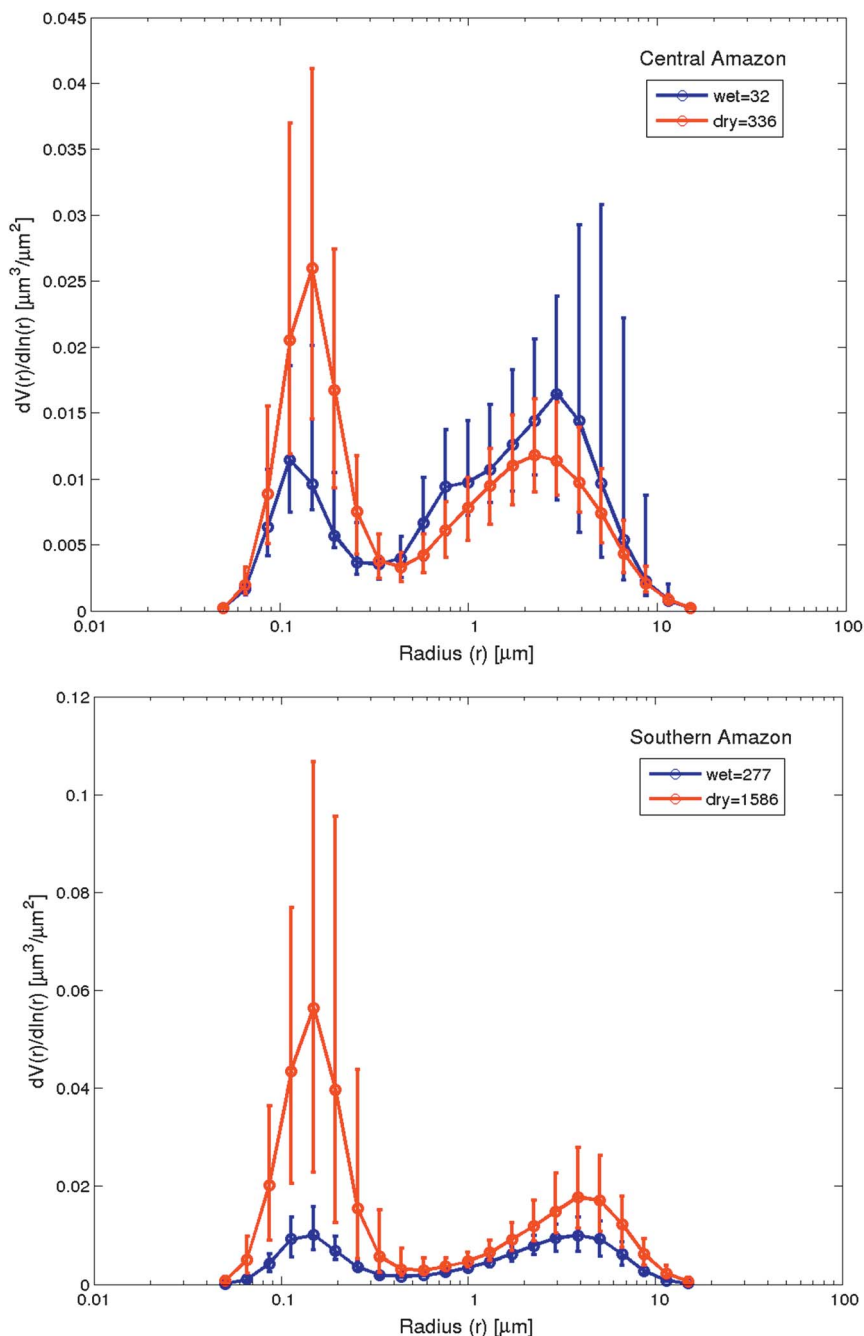 0.045
0.04
0.035
0.03
0.025
0.02
0.015
0.01
0.005
0
dV(r)/dln(r) [μm³/μm²]
Central Amazon
wet=32
dry=336
0.01
0.1
1
10
100
Radius (r) [μm]
0.12
0.1
0.08
0.06
0.04
0.02
0
dV(r)/dln(r) [μm³/μm²]
Southern Amazon
wet=277
dry=1586
0.01
0.1
1
10
100
Radius (r) [μm]